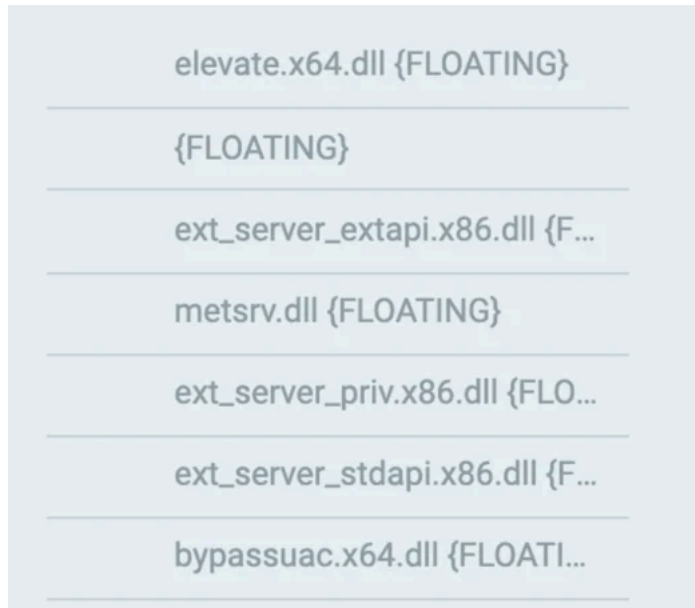 elevate.x64.dll {FLOATING}
{FLOATING}
ext_server_extapi.x86.dll {F...
metsrv.dll {FLOATING}
ext_server_priv.x86.dll {FLO...
ext_server_stdapi.x86.dll {F...
bypassuac.x64.dll {FLOATI...